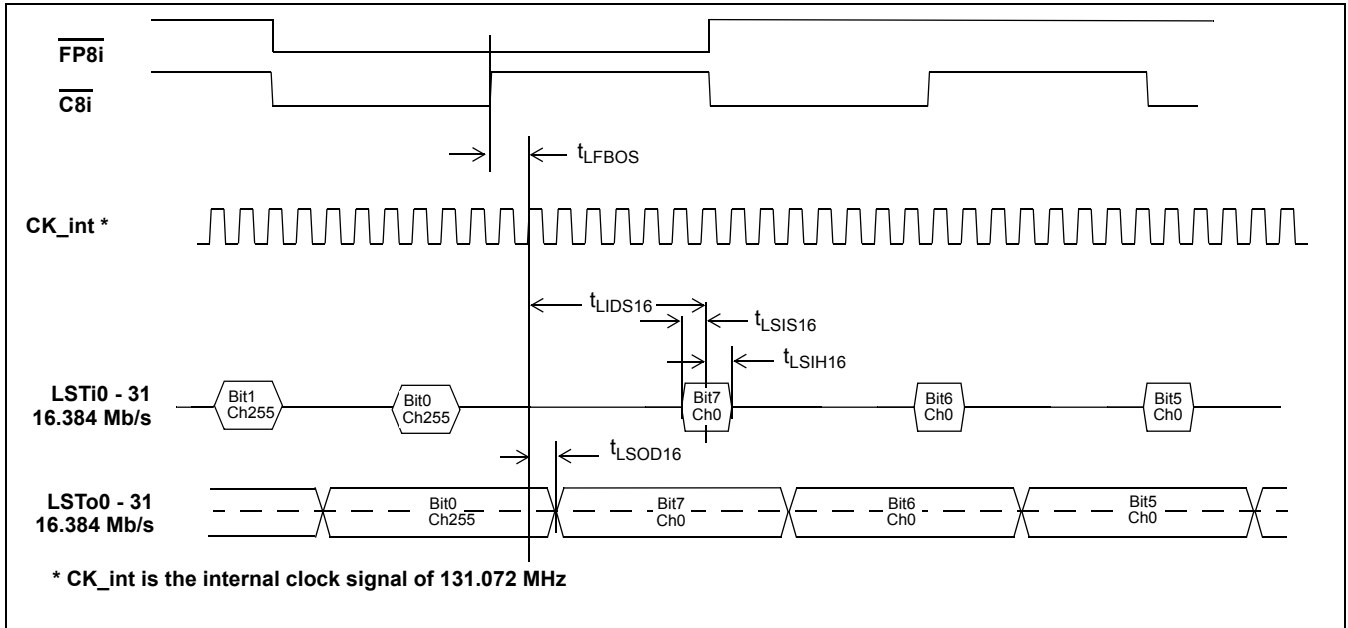 FP8i
C8i
tLFBOS
CK_int *
tLIDS16
tLSIS16
tLSIH16
LSTi0 - 31
16.384 Mb/s
Bit1
Ch255
Bit0
Ch255
Bit7
Ch0
Bit6
Ch0
Bit5
Ch0
tLSOD16
LSTo0 - 31
16.384 Mb/s
Bit0
Ch255
Bit7
Ch0
Bit6
Ch0
Bit5
Ch0
* CK_int is the internal clock signal of 131.072 MHz